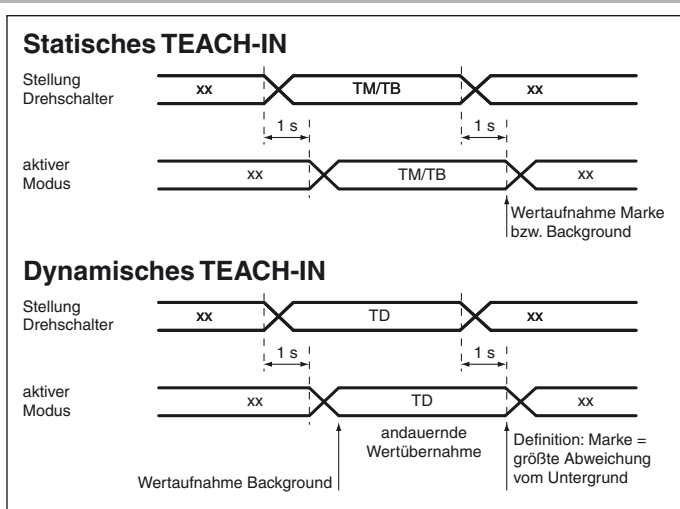 Statisches TEACH-IN
Stellung
Drehschalter
xx TM/TB xx
1 s 1 s
aktiver
Modus
xx TM/TB xx
Wertaufnahme Marke
bzw. Background
Dynamisches TEACH-IN
Stellung
Drehschalter
xx TD xx
1 s 1 s
aktiver
Modus
xx TD xx
andauernde
Wertübernahme
Definition: Marke =
größte Abweichung
vom Untergrund
Wertaufnahme Background